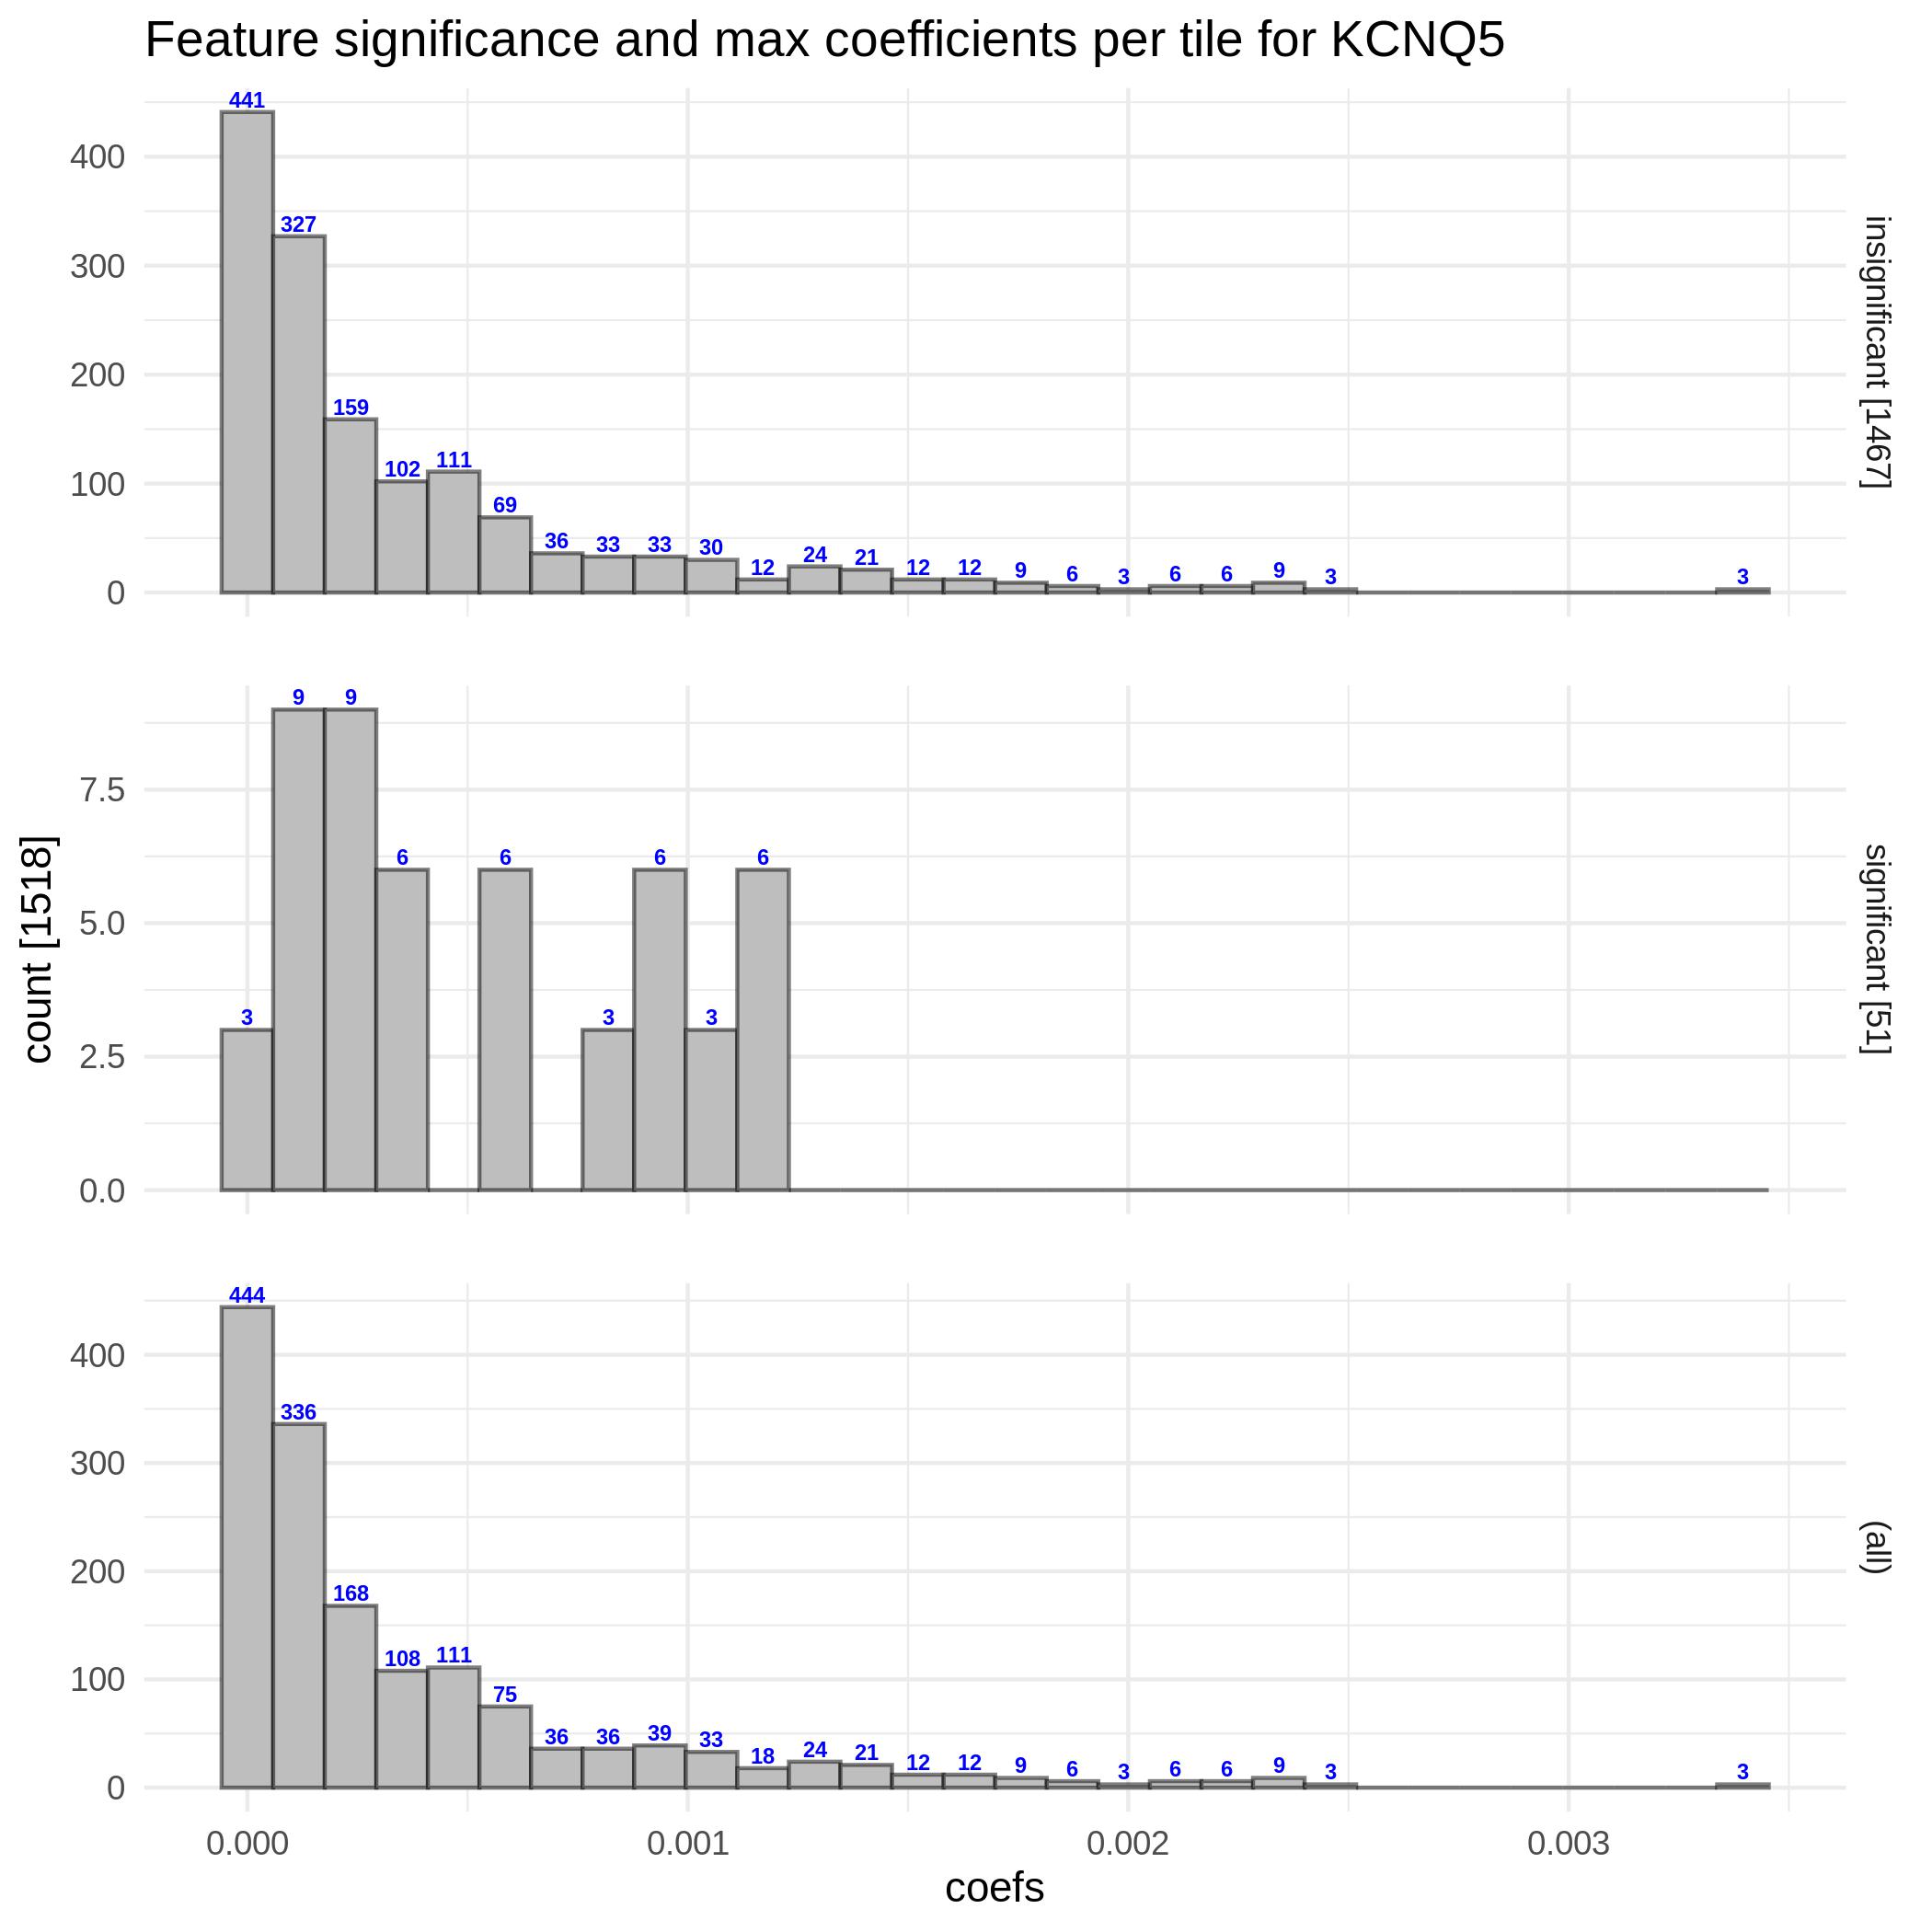 Feature significance and max coefficients per tile for KCNQ5
441
400
327
300
insignificant [1467]
200
159
102 111
100
69
36 33 33 30 12 24 21 12 12 9 6 3 6 6 9 3 3
0
9 9
7.5
6 6 6 6
5.0
count [1518]
significant [51]
3 3 3
2.5
0.0
444
400
336
300
(all)
200
168
108 111
100
75
36 36 39 33 18 24 21 12 12 9 6 3 6 6 9 3 3
0
0.000 0.001 0.002 0.003
coefs